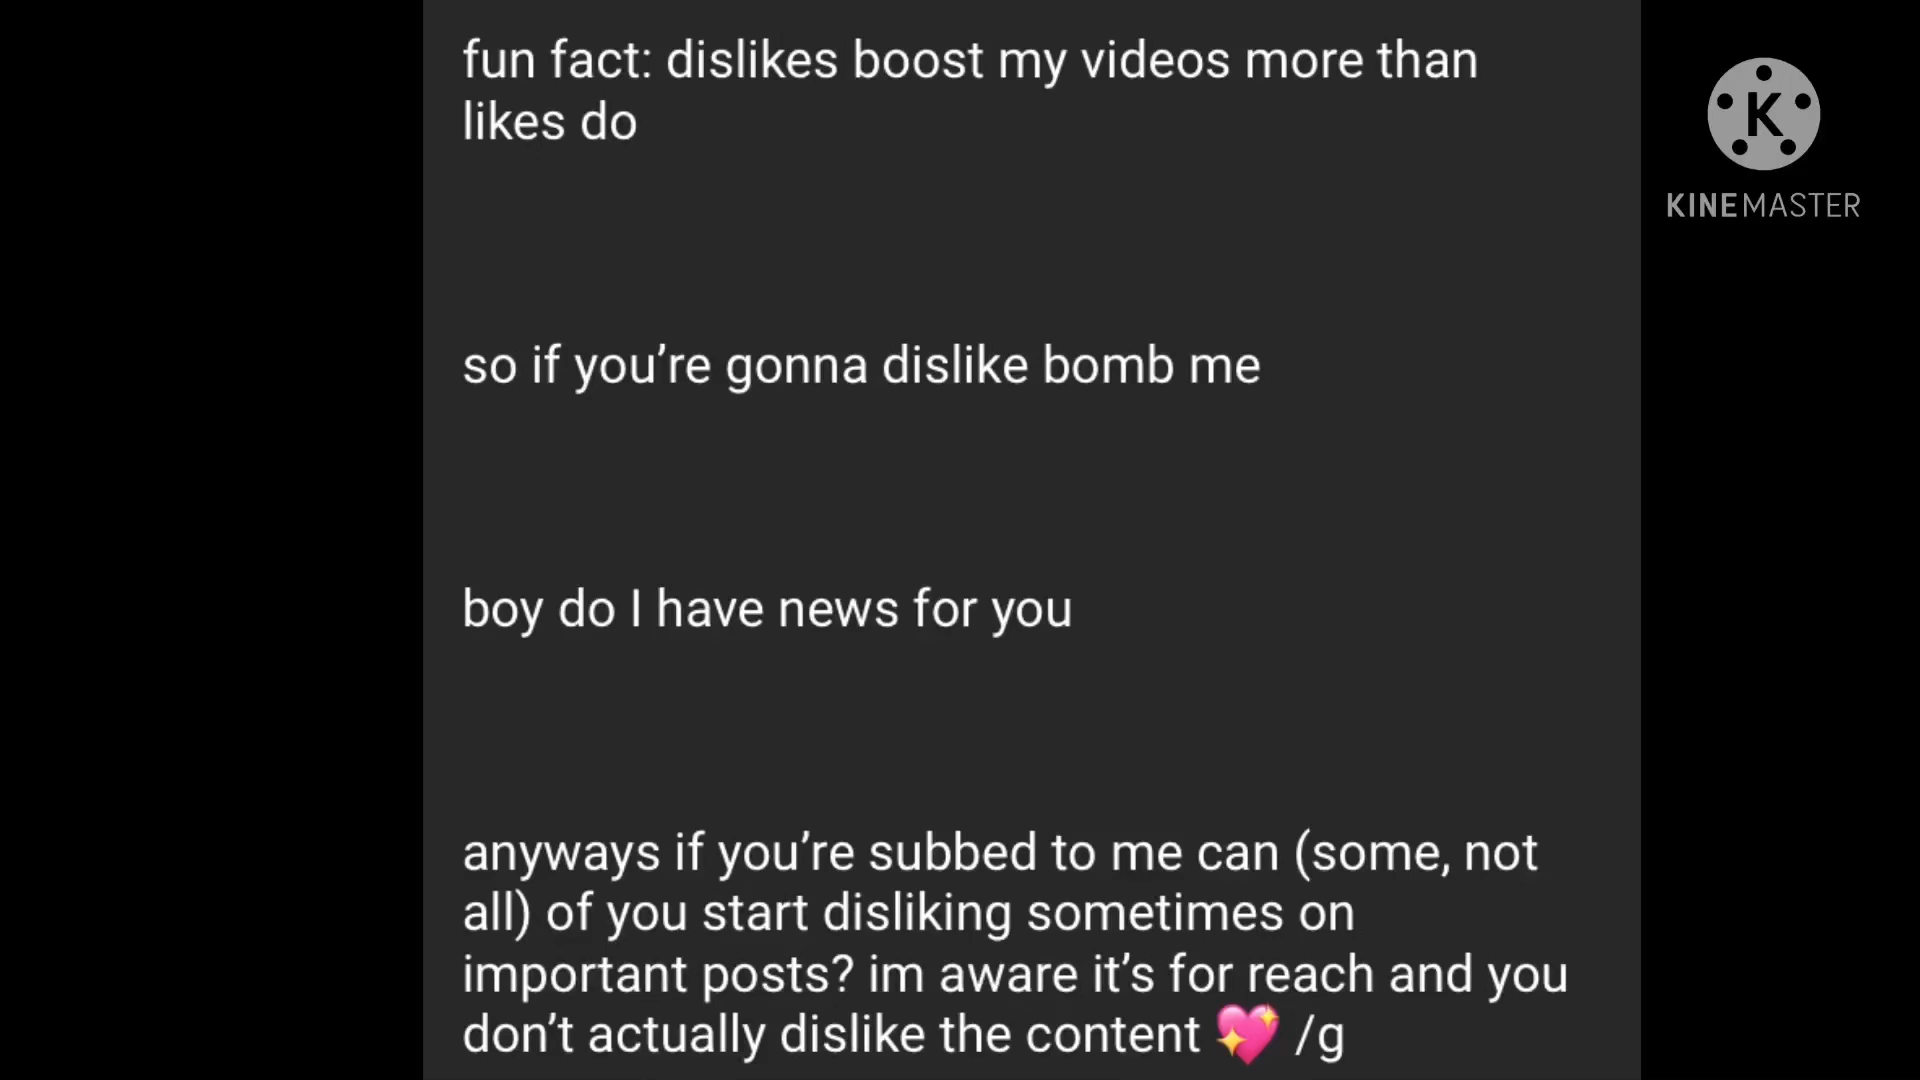 fun fact: dislikes boost my videos more than
likes do
K
KINEMASTER
so if you’re gonna dislike bomb me
boy do I have news for you
anyways if you’re subbed to me can (some, not
all) of you start disliking sometimes on
important posts? im aware it’s for reach and you
don’t actually dislike the content 💖 /g